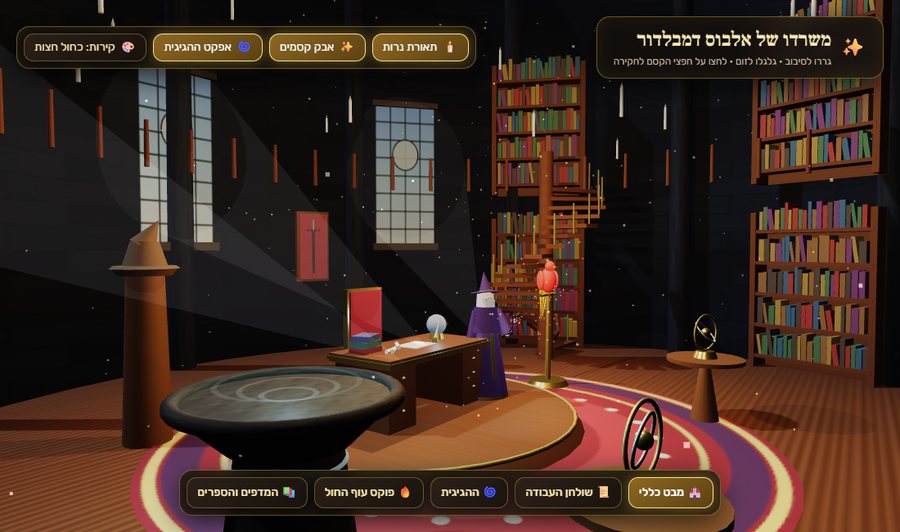 משרדו של אלבוס דמבלדור
גררו לסיבוב • גלגלו לזום • לחצו על חפצי הקסם לחקירה
תאורת נרות
אבק קסמים
אפקט ההגיגית
קירות: כחול חצות
מבט כללי
שולחן העבודה
ההגיגית
פוקס עוף החול
המדפים והספרים